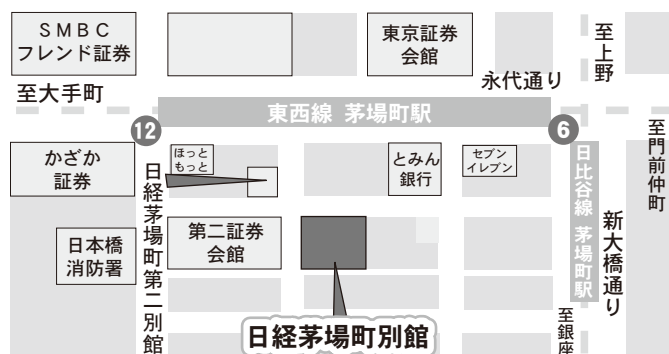 SMBC
フレンド証券
東京証券
会館
至上野
永代通り
至大手町
東西線 茅場町駅
12
6
至門前仲町
かざか
証券
ほっと
もっと
とみん
銀行
セブン
イレブン
日比谷線 茅場町駅
日経茅場町第二別館
第二証券
会館
日本橋
消防署
新大橋通り
至銀座
日経茅場町別館